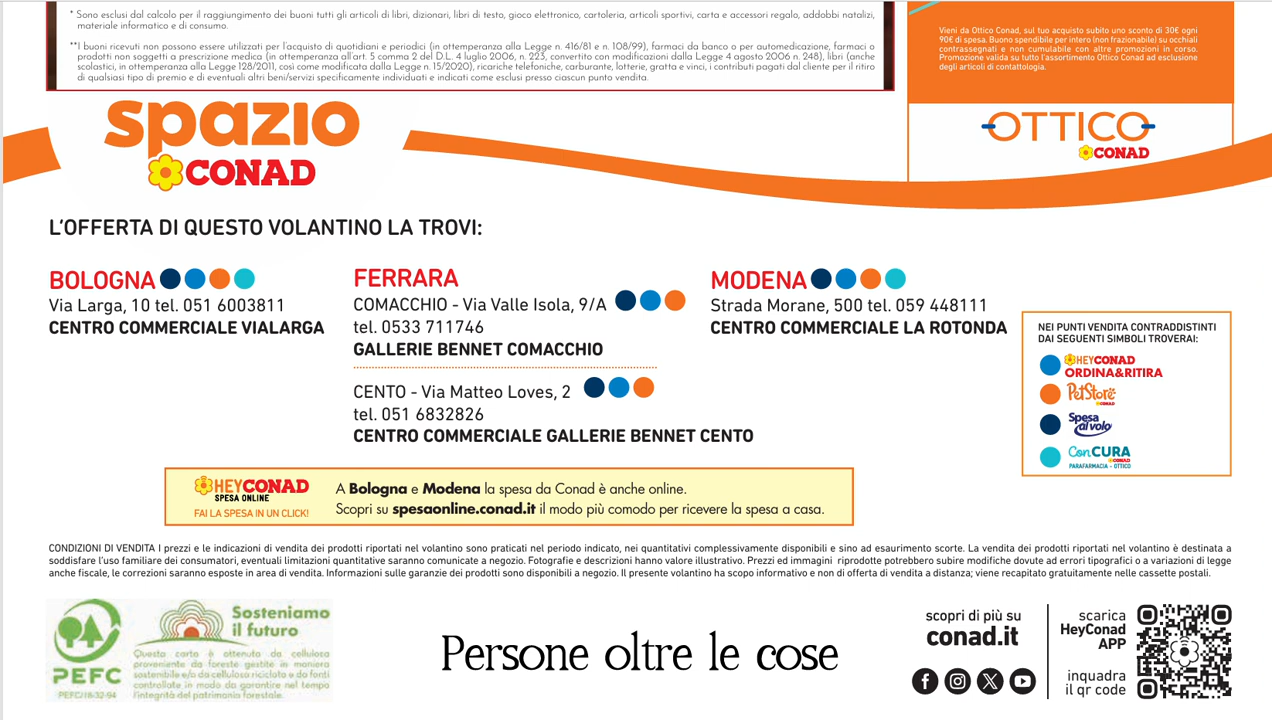 * Sono esclusi dal calcolo per il raggiungimento dei buoni tutti gli articoli di libri, dizionari, libri di testo, gioco elettronico, cartoleria, articoli sportivi, carta e accessori regalo, addobbi natalizi,
materiale informatico e di consumo.
**I buoni ricevuti non possono essere utilizzati per l'acquisto di quotidiani e periodici (in ottemperanza alla Legge n. 416/81 e n. 108/99), farmaci da banco o per automedicazione, farmaci o
prodotti non soggetti a prescrizione medica (in ottemperanza all'art. 5 comma 2 del D.L. 4 luglio 2006, n. 223, convertito con modificazioni dalla Legge 4 agosto 2006 n. 248), libri (anche
scolastici, in ottemperanza alla Legge 128/2011, così come modificata dalla Legge n. 15/2020), ricariche telefoniche, carburante, lotterie, gratta e vinci, i contributi pagati dal cliente per il ritiro
di qualsiasi tipo di premio e di eventuali altri beni/servizi specificamente individuati e indicati come esclusi presso ciascun punto vendita.
Vieni da Ottico Conad, sul tuo acquisto subito uno sconto di 30€ ogni
90€ di spesa. Buono spendibile per intero (non frazionabile) su occhiali
contrassegnati e non cumulabile con altre promozioni in corso.
Promozione valida su tutto l'assortimento Ottico Conad ad esclusione
degli articoli di contattologia.
spazio
CONAD
OTTICO
CONAD
L'OFFERTA DI QUESTO VOLANTINO LA TROVI:
BOLOGNA
Via Larga, 10 tel. 051 6003811
CENTRO COMMERCIALE VIALARGA
FERRARA
COMACCHIO - Via Valle Isola, 9/A
tel. 0533 711746
GALLERIE BENNET COMACCHIO
CENTO - Via Matteo Loves, 2
tel. 051 6832826
CENTRO COMMERCIALE GALLERIE BENNET CENTO
MODENA
Strada Morane, 500 tel. 059 448111
CENTRO COMMERCIALE LA ROTONDA
NEI PUNTI VENDITA CONTRADDISTINTI
DAI SEGUENTI SIMBOLI TROVERAI:
HEYCONAD
ORDINA&RITIRA
PetStore
CONAD
Spesa
al volo
ConCURA
CONAD
PARAFARMACIA - OTTICO
HEYCONAD
SPESA ONLINE
FAI LA SPESA IN UN CLICK!
A Bologna e Modena la spesa da Conad è anche online.
Scopri su spesaonline.conad.it il modo più comodo per ricevere la spesa a casa.
CONDIZIONI DI VENDITA I prezzi e le indicazioni di vendita dei prodotti riportati nel volantino sono praticati nel periodo indicato, nei quantitativi complessivamente disponibili e sino ad esaurimento scorte. La vendita dei prodotti riportati nel volantino è destinata a
soddisfare l'uso familiare dei consumatori, eventuali limitazioni quantitative saranno comunicate a negozio. Fotografie e descrizioni hanno valore illustrativo. Prezzi ed immagini riprodotte potrebbero subire modifiche dovute ad errori tipografici o a variazioni di legge
anche fiscale, le correzioni saranno esposte in area di vendita. Informazioni sulle garanzie dei prodotti sono disponibili a negozio. Il presente volantino ha scopo informativo e non di offerta di vendita a distanza; viene recapitato gratuitamente nelle cassette postali.
PEFC
PEFC/18-32-94
Sosteniamo
il futuro
Questa carta è ottenuta da cellulosa
proveniente da foreste gestite in maniera
sostenibile e/o da cellulosa riciclata e da fonti
controllate in modo da garantire nel tempo
l'integrità del patrimonio forestale.
Persone oltre le cose
scopri di più su
conad.it
scarica
HeyConad
APP
inquadra
il qr code